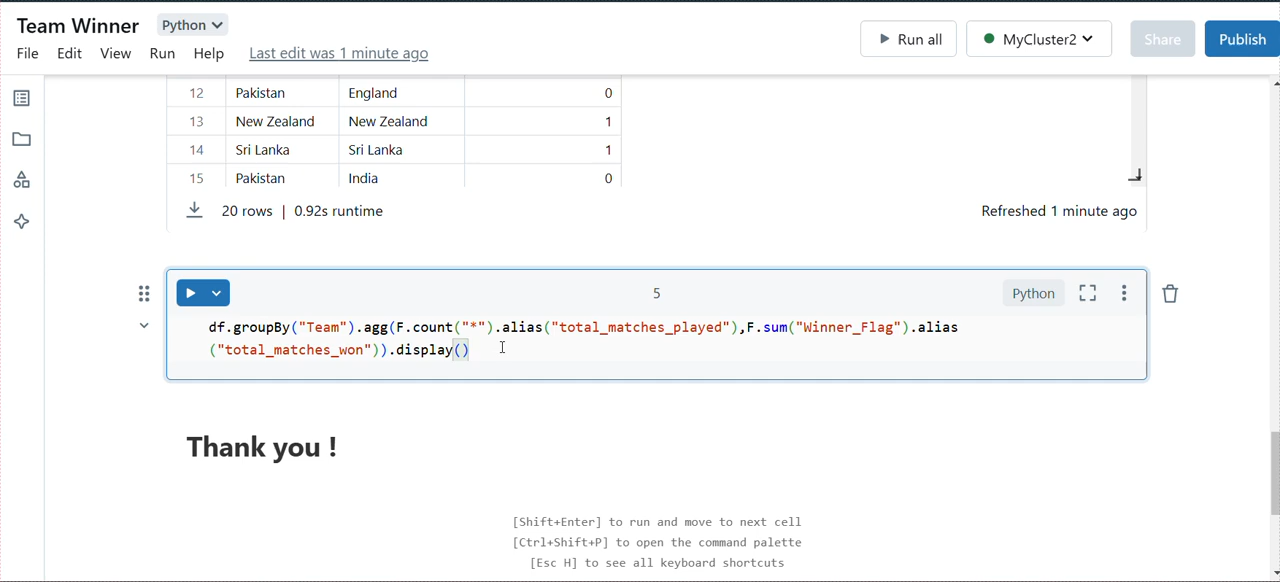 Team Winner Python
File Edit View Run Help Last edit was 1 minute ago
Run all MyCluster2 Share Publish
12 Pakistan England 0
13 New Zealand New Zealand 1
14 Sri Lanka Sri Lanka 1
15 Pakistan India 0
20 rows | 0.92s runtime Refreshed 1 minute ago
5 Python
df.groupBy("Team").agg(F.count("*").alias("total_matches_played"),F.sum("Winner_Flag").alias
("total_matches_won")).display()
Thank you !
[Shift+Enter] to run and move to next cell
[Ctrl+Shift+P] to open the command palette
[Esc H] to see all keyboard shortcuts